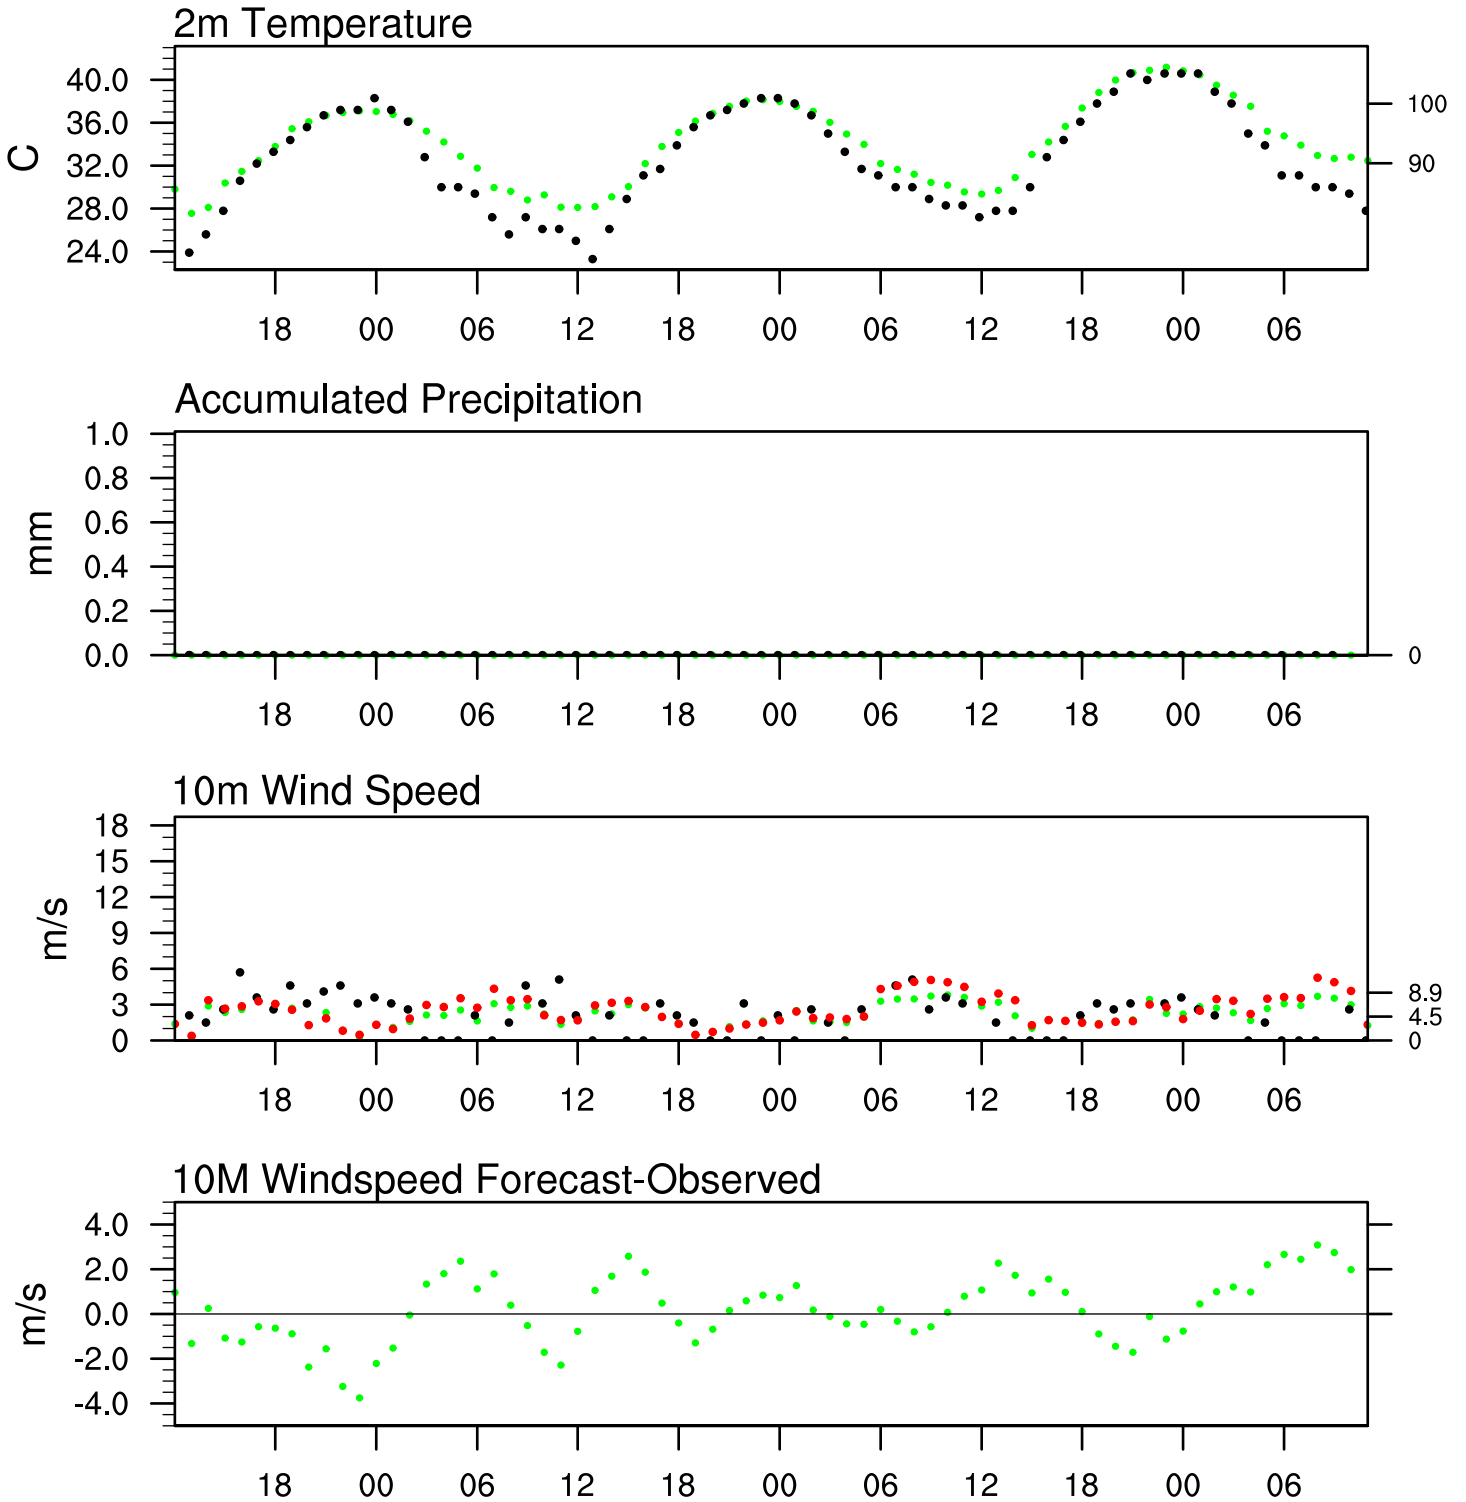 2m Temperature
40.0
36.0
32.0
28.0
24.0
C
100
90
18 00 06 12 18 00 06 12 18 00 06
Accumulated Precipitation
1.0
0.8
0.6
0.4
0.2
0.0
mm
0
18 00 06 12 18 00 06 12 18 00 06
10m Wind Speed
18
15
12
9
6
3
0
m/s
8.9
4.5
0
18 00 06 12 18 00 06 12 18 00 06
10M Windspeed Forecast-Observed
4.0
2.0
0.0
-2.0
-4.0
m/s
18 00 06 12 18 00 06 12 18 00 06